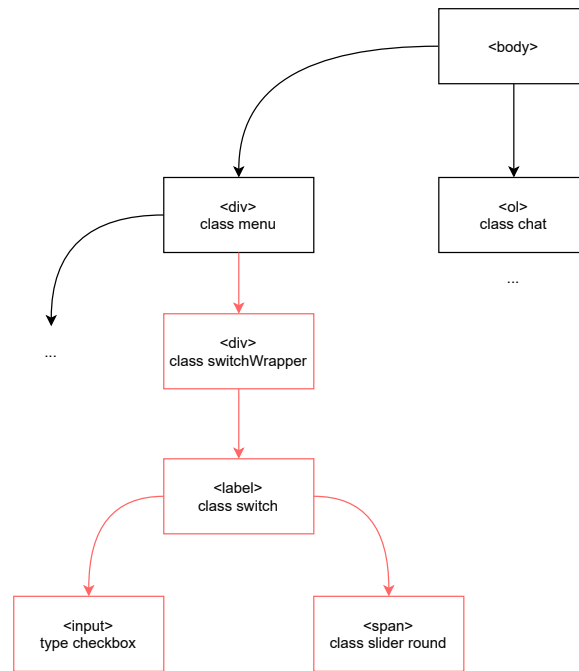 <body>
<div>
class menu
<ol>
class chat
...
...
<div>
class switchWrapper
<label>
class switch
<input>
type checkbox
<span>
class slider round